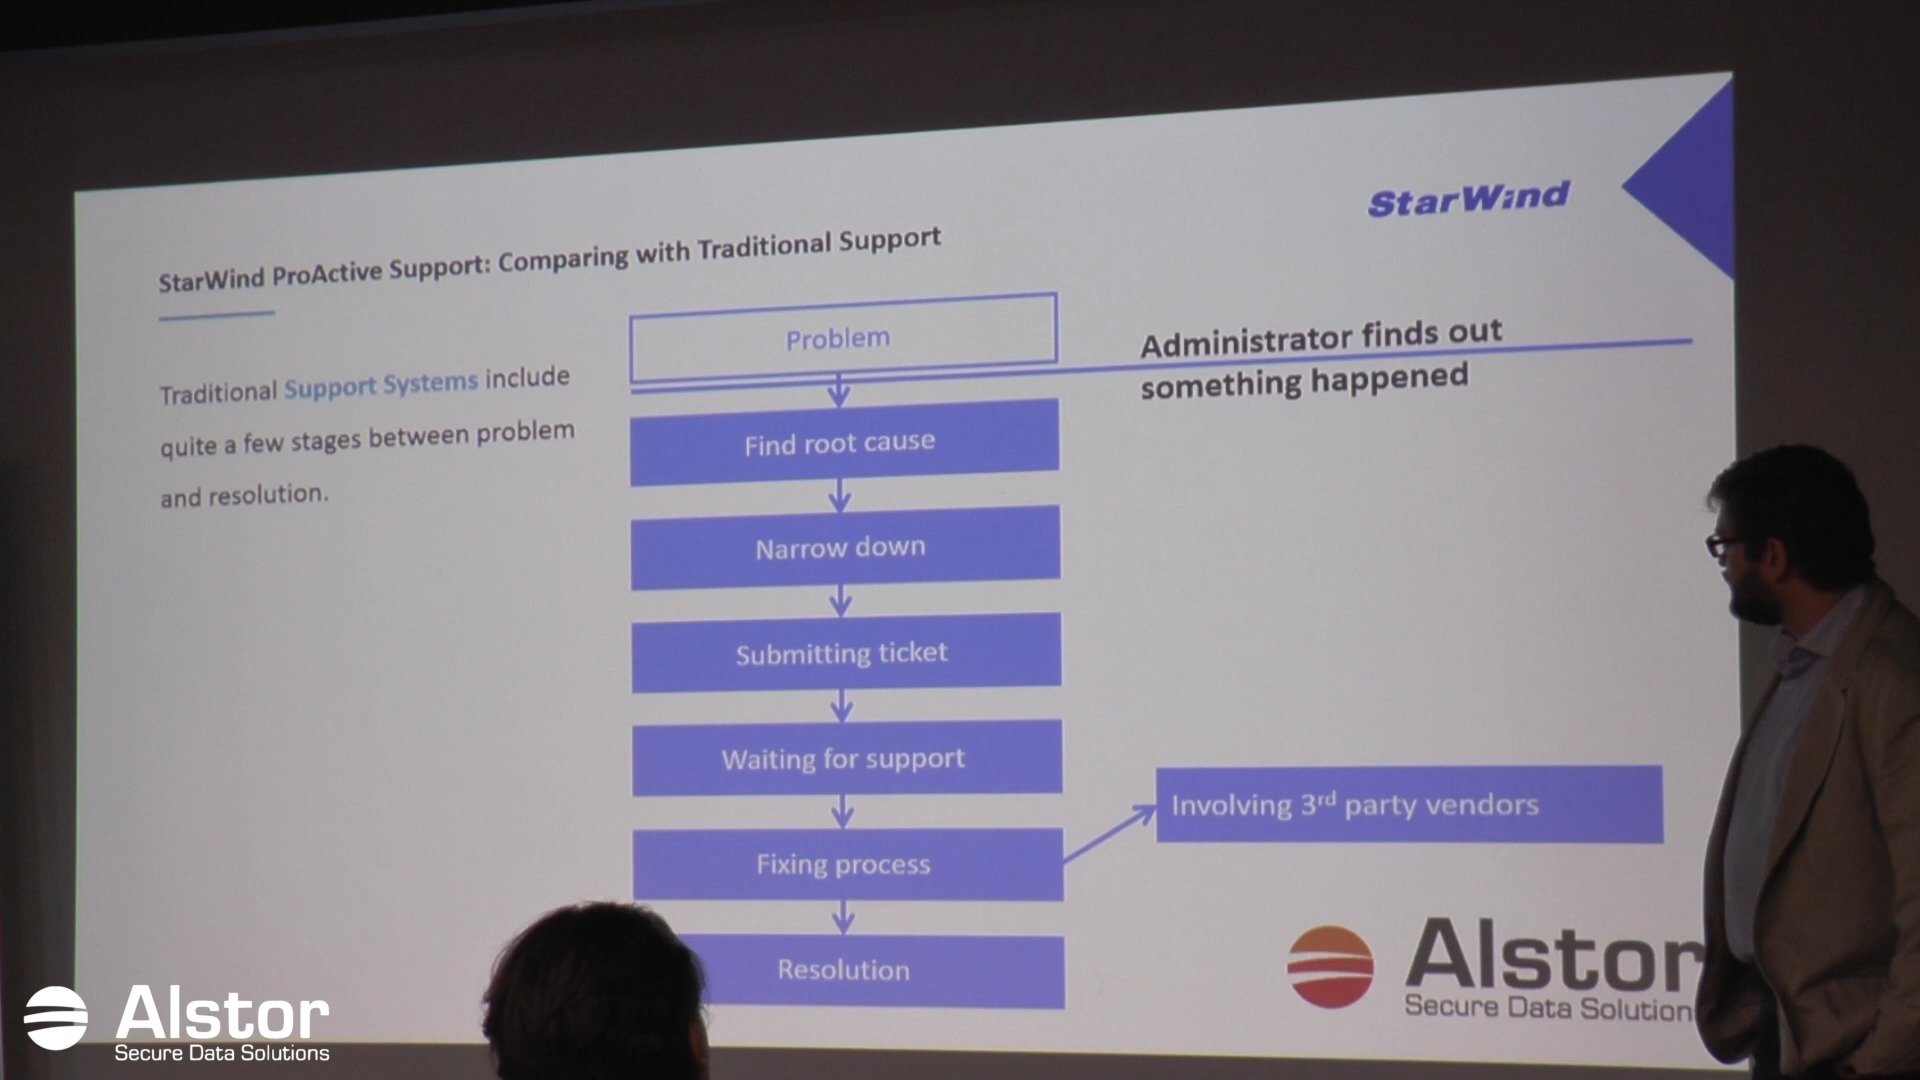 StarWind
StarWind ProActive Support: Comparing with Traditional Support
Traditional Support Systems include
quite a few stages between problem
and resolution.
Problem
Administrator finds out
something happened
Find root cause
Narrow down
Submitting ticket
Waiting for support
Fixing process
Involving 3rd party vendors
Resolution
Alstor
Secure Data Solution
Alstor
Secure Data Solutions